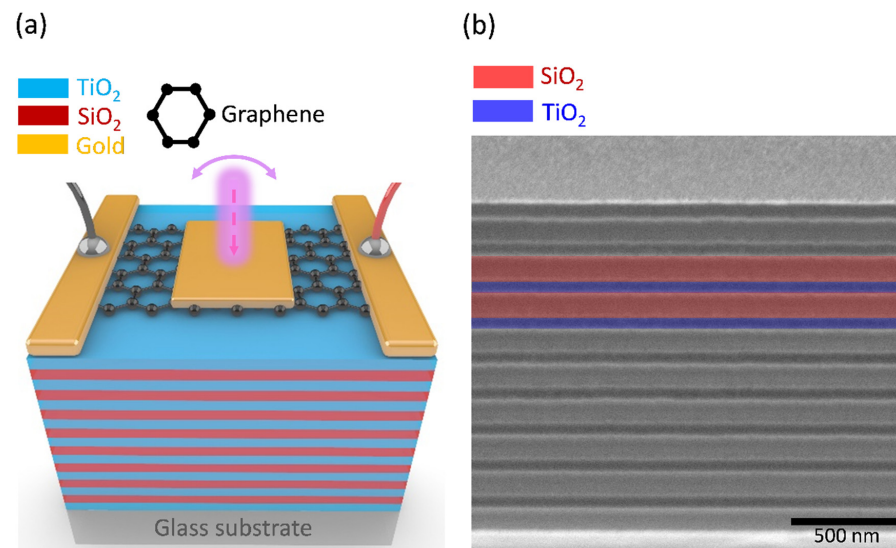 (a)
TiO₂
SiO₂
Gold
Graphene
Glass substrate
(b)
SiO₂
TiO₂
500 nm